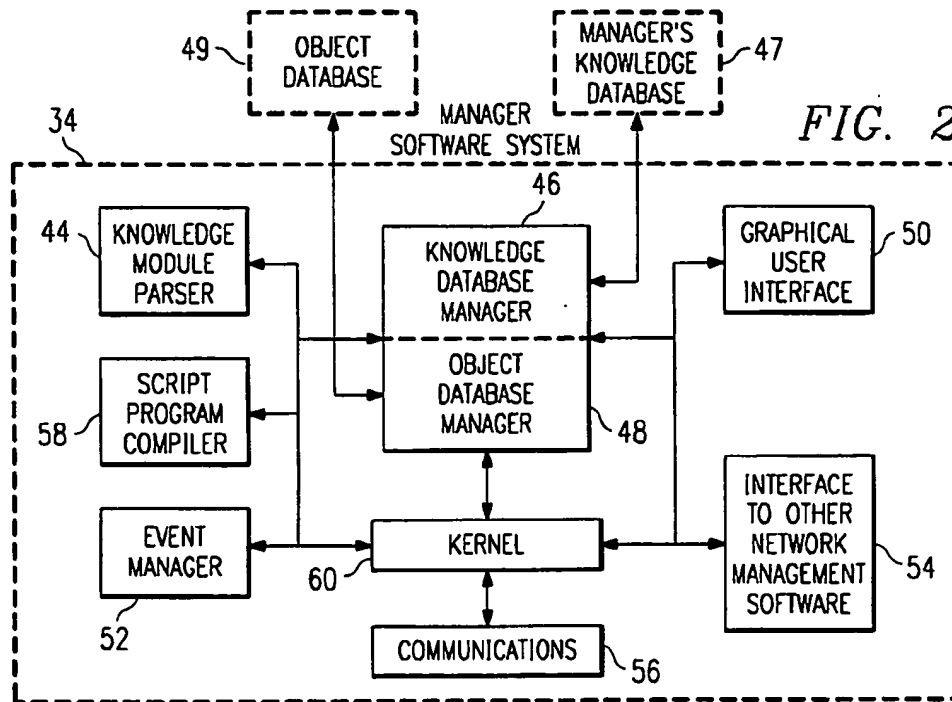 49
OBJECT
DATABASE
MANAGER'S
KNOWLEDGE
DATABASE
47
34
MANAGER
SOFTWARE SYSTEM
FIG. 2
46
44
KNOWLEDGE
MODULE
PARSER
KNOWLEDGE
DATABASE
MANAGER
GRAPHICAL
USER
INTERFACE
50
58
SCRIPT
PROGRAM
COMPILER
OBJECT
DATABASE
MANAGER
48
EVENT
MANAGER
52
KERNEL
60
INTERFACE
TO OTHER
NETWORK
MANAGEMENT
SOFTWARE
54
COMMUNICATIONS
56